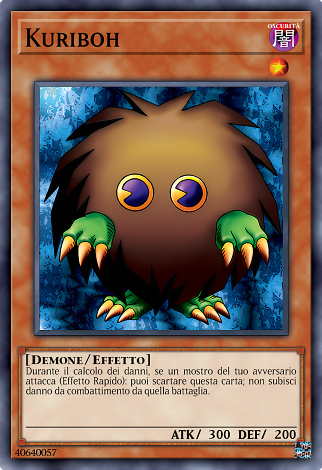 Kuriboh
OSCURITÀ
闇
[Demone/Effetto]
Durante il calcolo dei danni, se un mostro del tuo avversario
attacca (Effetto Rapido): puoi scartare questa carta; non subisci
danno da combattimento da quella battaglia.
ATK/ 300 DEF/ 200
40640057